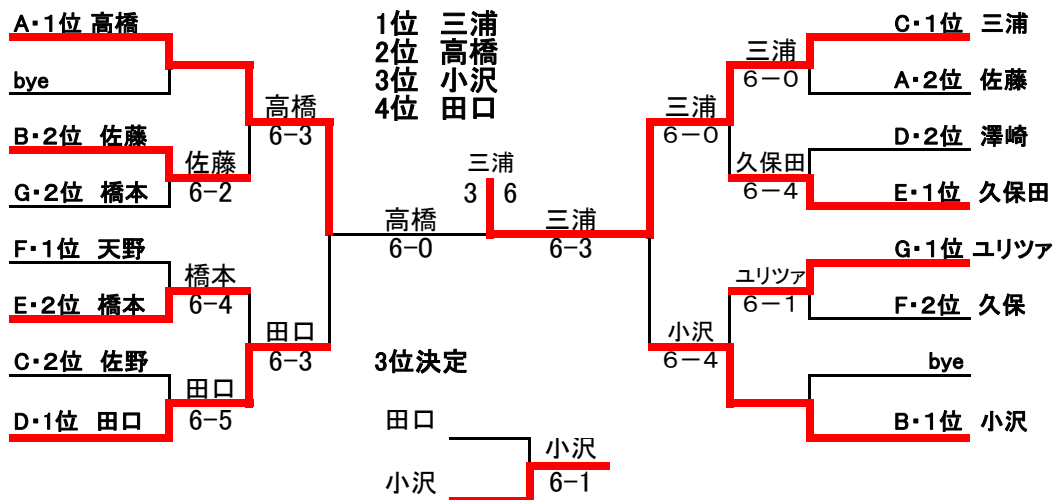 A・1位 高橋
bye
B・2位 佐藤
G・2位 橋本
F・1位 天野
E・2位 橋本
C・2位 佐野
D・1位 田口
佐藤
6-2
橋本
6-4
田口
6-5
高橋
6-3
田口
6-3
高橋
6-0
1位 三浦
2位 高橋
3位 小沢
4位 田口
三浦
3 6
三浦
6-3
三浦
6-0
小沢
6-4
三浦
6-0
久保田
6-4
ユリツァ
6-1
C・1位 三浦
A・2位 佐藤
D・2位 澤崎
E・1位 久保田
G・1位 ユリツァ
F・2位 久保
bye
B・1位 小沢
3位決定
田口
小沢
小沢
6-1